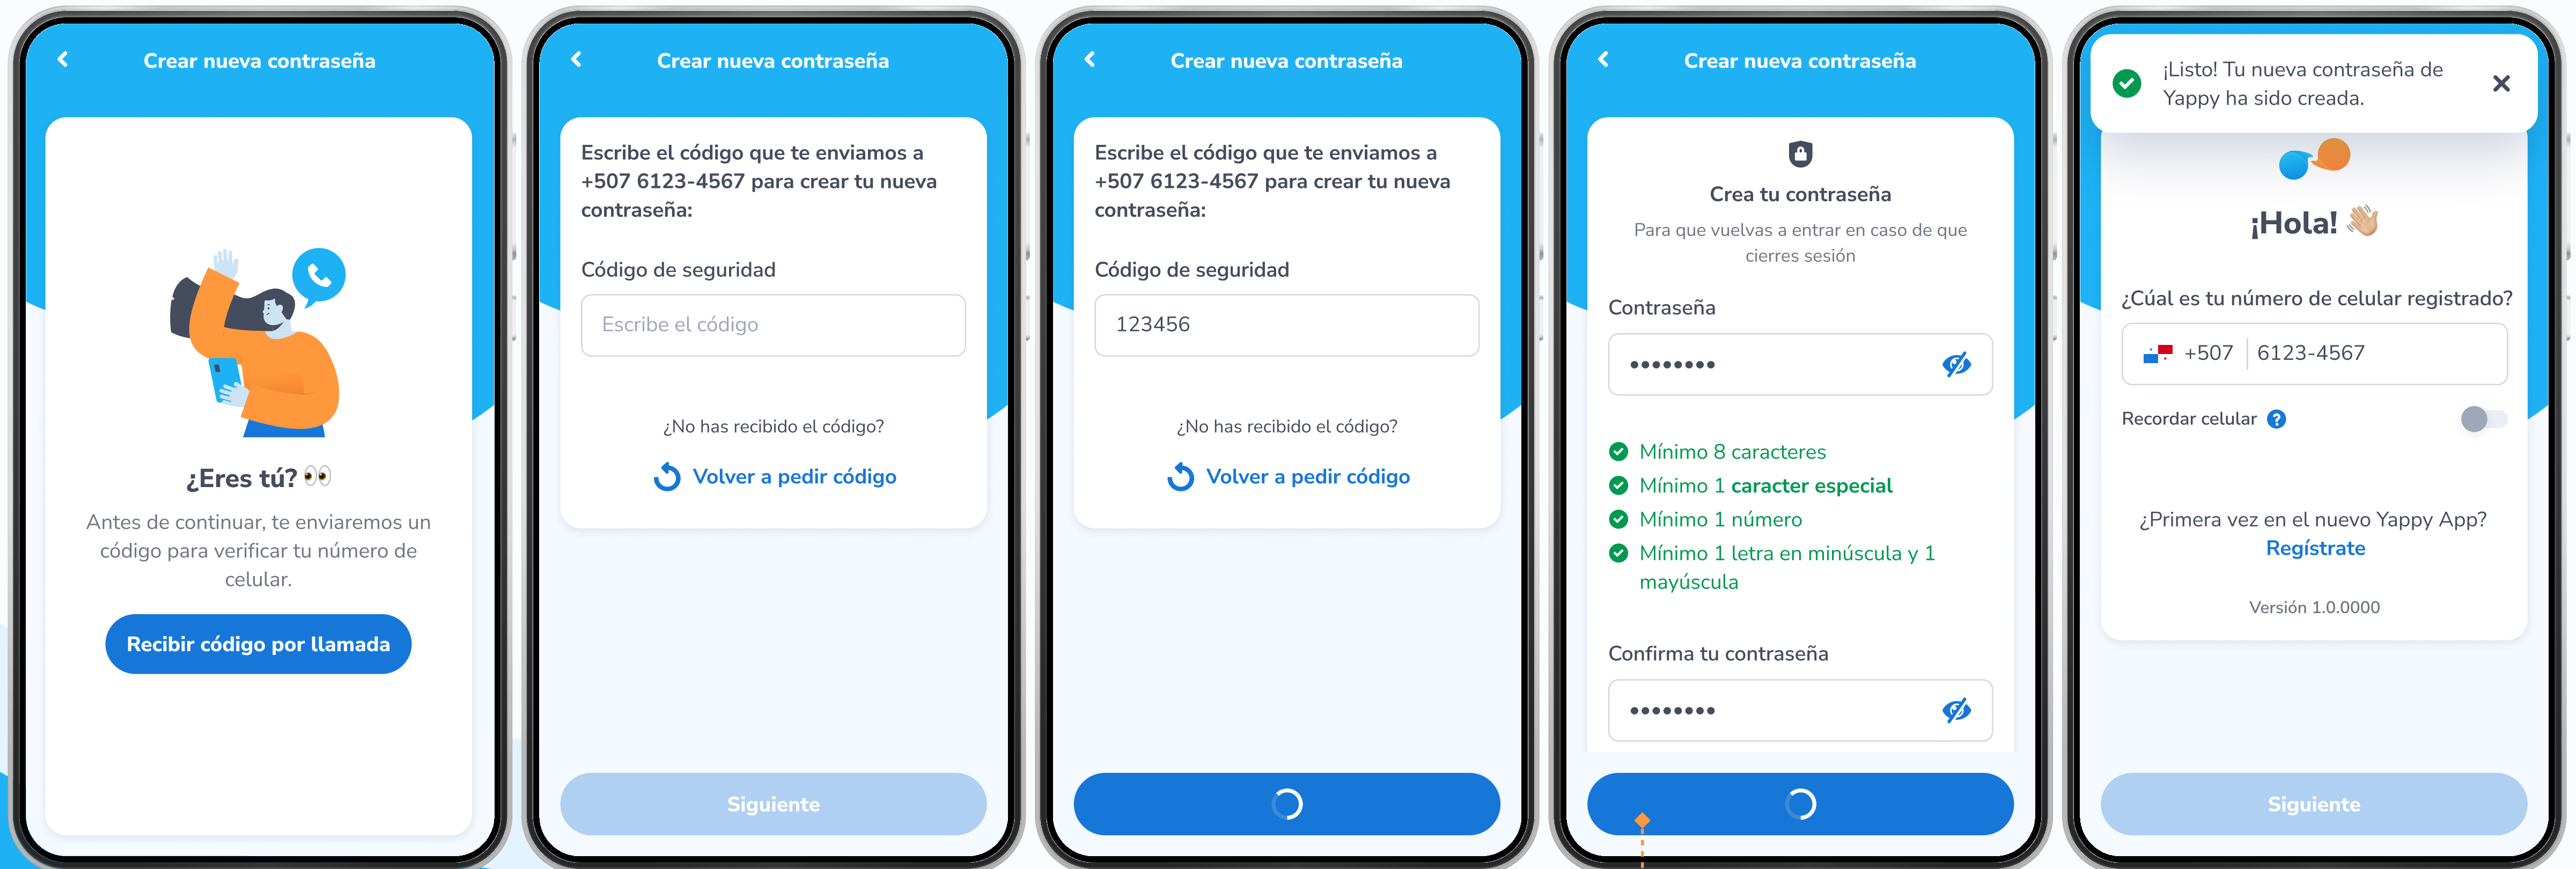 Crear nueva contraseña
¿Eres tú? 👀
Antes de continuar, te enviaremos un
código para verificar tu número de
celular.
Recibir código por llamada
Crear nueva contraseña
Escribe el código que te enviamos a
+507 6123-4567 para crear tu nueva
contraseña:
Código de seguridad
Escribe el código
¿No has recibido el código?
Volver a pedir código
Siguiente
Crear nueva contraseña
Escribe el código que te enviamos a
+507 6123-4567 para crear tu nueva
contraseña:
Código de seguridad
123456
¿No has recibido el código?
Volver a pedir código
Crear nueva contraseña
Crea tu contraseña
Para que vuelvas a entrar en caso de que
cierres sesión
Contraseña
••••••••
Mínimo 8 caracteres
Mínimo 1 caracter especial
Mínimo 1 número
Mínimo 1 letra en minúscula y 1
mayúscula
Confirma tu contraseña
••••••••
¡Listo! Tu nueva contraseña de
Yappy ha sido creada.
¡Hola! 👋🏼
¿Cúal es tu número de celular registrado?
+507 6123-4567
Recordar celular ?
¿Primera vez en el nuevo Yappy App?
Regístrate
Versión 1.0.0000
Siguiente